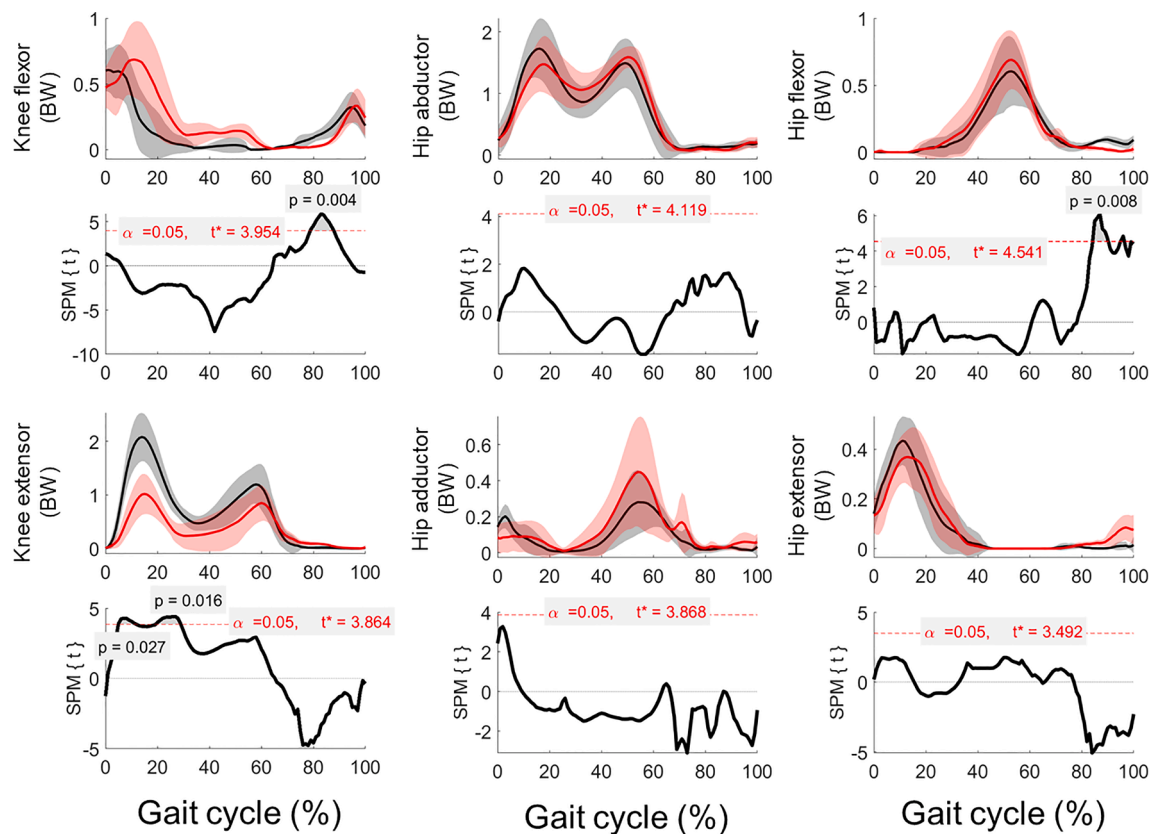 Knee flexor
(BW)
1
0.5
0
0 20 40 60 80 100
Hip abductor
(BW)
2
1
0
0 20 40 60 80 100
Hip flexor
(BW)
1
0.5
0
0 20 40 60 80 100
SPM { t }
5
0
-5
-10
p = 0.004
α =0.05, t* = 3.954
0 20 40 60 80 100
SPM { t }
4
2
0
α =0.05, t* = 4.119
0 20 40 60 80 100
SPM { t }
6
4
2
0
p = 0.008
α =0.05, t* = 4.541
0 20 40 60 80 100
Knee extensor
(BW)
2
1
0
0 20 40 60 80 100
Hip adductor
(BW)
0.6
0.4
0.2
0
0 20 40 60 80 100
Hip extensor
(BW)
0.4
0.2
0
0 20 40 60 80 100
SPM { t }
5
0
-5
p = 0.016
α =0.05, t* = 3.864
p = 0.027
0 20 40 60 80 100
Gait cycle (%)
SPM { t }
4
2
0
-2
α =0.05, t* = 3.868
0 20 40 60 80 100
Gait cycle (%)
SPM { t }
5
0
-5
α =0.05, t* = 3.492
0 20 40 60 80 100
Gait cycle (%)